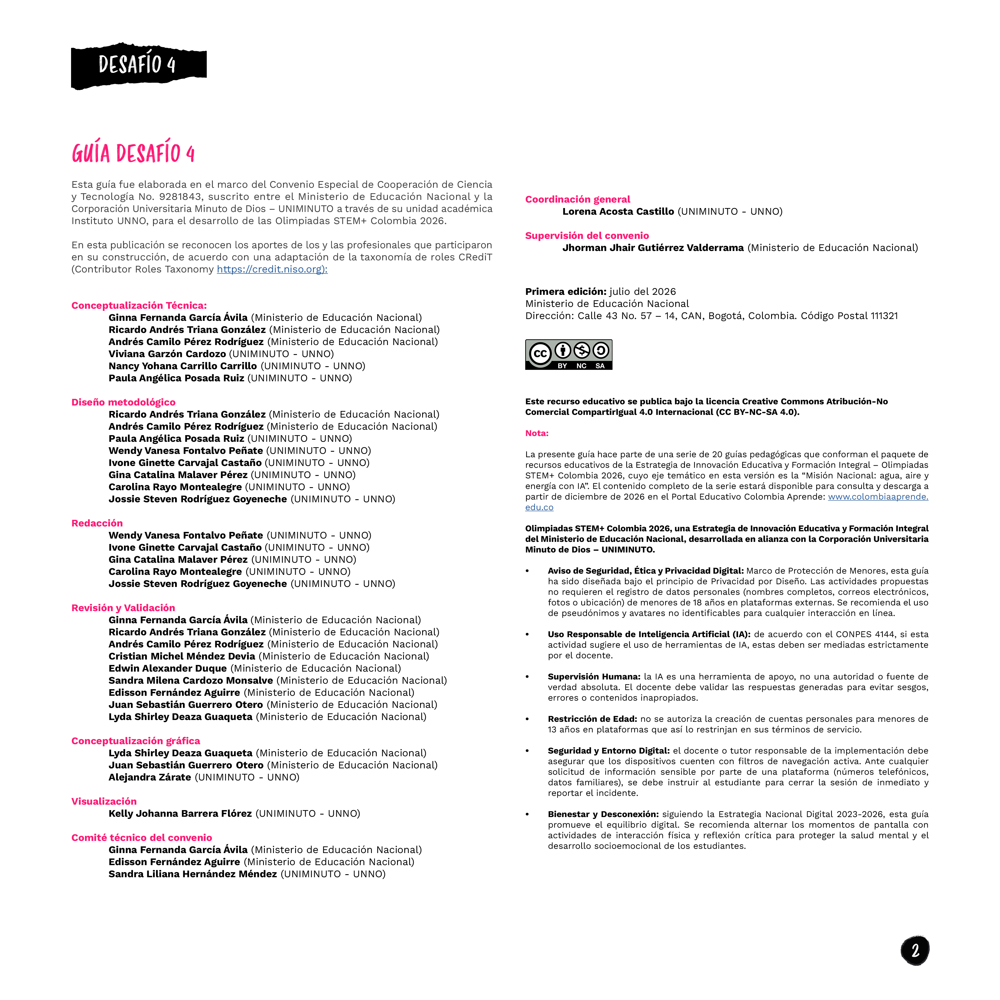 DESAFÍO 4
GUÍA DESAFÍO 4
Esta guía fue elaborada en el marco del Convenio Especial de Cooperación de Ciencia
y Tecnología No. 9281843, suscrito entre el Ministerio de Educación Nacional y la
Corporación Universitaria Minuto de Dios – UNIMINUTO a través de su unidad académica
Instituto UNNO, para el desarrollo de las Olimpiadas STEM+ Colombia 2026.
En esta publicación se reconocen los aportes de los y las profesionales que participaron
en su construcción, de acuerdo con una adaptación de la taxonomía de roles CRediT
(Contributor Roles Taxonomy https://credit.niso.org):
Conceptualización Técnica:
Ginna Fernanda García Ávila (Ministerio de Educación Nacional)
Ricardo Andrés Triana González (Ministerio de Educación Nacional)
Andrés Camilo Pérez Rodríguez (Ministerio de Educación Nacional)
Viviana Garzón Cardozo (UNIMINUTO - UNNO)
Nancy Yohana Carrillo Carrillo (UNIMINUTO - UNNO)
Paula Angélica Posada Ruiz (UNIMINUTO - UNNO)
Diseño metodológico
Ricardo Andrés Triana González (Ministerio de Educación Nacional)
Andrés Camilo Pérez Rodríguez (Ministerio de Educación Nacional)
Paula Angélica Posada Ruiz (UNIMINUTO - UNNO)
Wendy Vanesa Fontalvo Peñate (UNIMINUTO - UNNO)
Ivone Ginette Carvajal Castaño (UNIMINUTO - UNNO)
Gina Catalina Malaver Pérez (UNIMINUTO - UNNO)
Carolina Rayo Montealegre (UNIMINUTO - UNNO)
Jossie Steven Rodríguez Goyeneche (UNIMINUTO - UNNO)
Redacción
Wendy Vanesa Fontalvo Peñate (UNIMINUTO - UNNO)
Ivone Ginette Carvajal Castaño (UNIMINUTO - UNNO)
Gina Catalina Malaver Pérez (UNIMINUTO - UNNO)
Carolina Rayo Montealegre (UNIMINUTO - UNNO)
Jossie Steven Rodríguez Goyeneche (UNIMINUTO - UNNO)
Revisión y Validación
Ginna Fernanda García Ávila (Ministerio de Educación Nacional)
Ricardo Andrés Triana González (Ministerio de Educación Nacional)
Andrés Camilo Pérez Rodríguez (Ministerio de Educación Nacional)
Cristian Michel Méndez Devia (Ministerio de Educación Nacional)
Edwin Alexander Duque (Ministerio de Educación Nacional)
Sandra Milena Cardozo Monsalve (Ministerio de Educación Nacional)
Edisson Fernández Aguirre (Ministerio de Educación Nacional)
Juan Sebastián Guerrero Otero (Ministerio de Educación Nacional)
Lyda Shirley Deaza Guaqueta (Ministerio de Educación Nacional)
Conceptualización gráfica
Lyda Shirley Deaza Guaqueta (Ministerio de Educación Nacional)
Juan Sebastián Guerrero Otero (Ministerio de Educación Nacional)
Alejandra Zárate (UNIMINUTO - UNNO)
Visualización
Kelly Johanna Barrera Flórez (UNIMINUTO - UNNO)
Comité técnico del convenio
Ginna Fernanda García Ávila (Ministerio de Educación Nacional)
Edisson Fernández Aguirre (Ministerio de Educación Nacional)
Sandra Liliana Hernández Méndez (UNIMINUTO - UNNO)
Coordinación general
Lorena Acosta Castillo (UNIMINUTO - UNNO)
Supervisión del convenio
Jhorman Jhair Gutiérrez Valderrama (Ministerio de Educación Nacional)
Primera edición: julio del 2026
Ministerio de Educación Nacional
Dirección: Calle 43 No. 57 – 14, CAN, Bogotá, Colombia. Código Postal 111321
CC BY NC SA
Este recurso educativo se publica bajo la licencia Creative Commons Atribución-No
Comercial CompartirIgual 4.0 Internacional (CC BY-NC-SA 4.0).
Nota:
La presente guía hace parte de una serie de 20 guías pedagógicas que conforman el paquete de
recursos educativos de la Estrategia de Innovación Educativa y Formación Integral – Olimpiadas
STEM+ Colombia 2026, cuyo eje temático en esta versión es la “Misión Nacional: agua, aire y
energía con IA”. El contenido completo de la serie estará disponible para consulta y descarga a
partir de diciembre de 2026 en el Portal Educativo Colombia Aprende: www.colombiaaprende.
edu.co
Olimpiadas STEM+ Colombia 2026, una Estrategia de Innovación Educativa y Formación Integral
del Ministerio de Educación Nacional, desarrollada en alianza con la Corporación Universitaria
Minuto de Dios – UNIMINUTO.
• Aviso de Seguridad, Ética y Privacidad Digital: Marco de Protección de Menores, esta guía
ha sido diseñada bajo el principio de Privacidad por Diseño. Las actividades propuestas
no requieren el registro de datos personales (nombres completos, correos electrónicos,
fotos o ubicación) de menores de 18 años en plataformas externas. Se recomienda el uso
de pseudónimos y avatares no identificables para cualquier interacción en línea.
• Uso Responsable de Inteligencia Artificial (IA): de acuerdo con el CONPES 4144, si esta
actividad sugiere el uso de herramientas de IA, estas deben ser mediadas estrictamente
por el docente.
• Supervisión Humana: la IA es una herramienta de apoyo, no una autoridad o fuente de
verdad absoluta. El docente debe validar las respuestas generadas para evitar sesgos,
errores o contenidos inapropiados.
• Restricción de Edad: no se autoriza la creación de cuentas personales para menores de
13 años en plataformas que así lo restrinjan en sus términos de servicio.
• Seguridad y Entorno Digital: el docente o tutor responsable de la implementación debe
asegurar que los dispositivos cuenten con filtros de navegación activa. Ante cualquier
solicitud de información sensible por parte de una plataforma (números telefónicos,
datos familiares), se debe instruir al estudiante para cerrar la sesión de inmediato y
reportar el incidente.
• Bienestar y Desconexión: siguiendo la Estrategia Nacional Digital 2023-2026, esta guía
promueve el equilibrio digital. Se recomienda alternar los momentos de pantalla con
actividades de interacción física y reflexión crítica para proteger la salud mental y el
desarrollo socioemocional de los estudiantes.
2